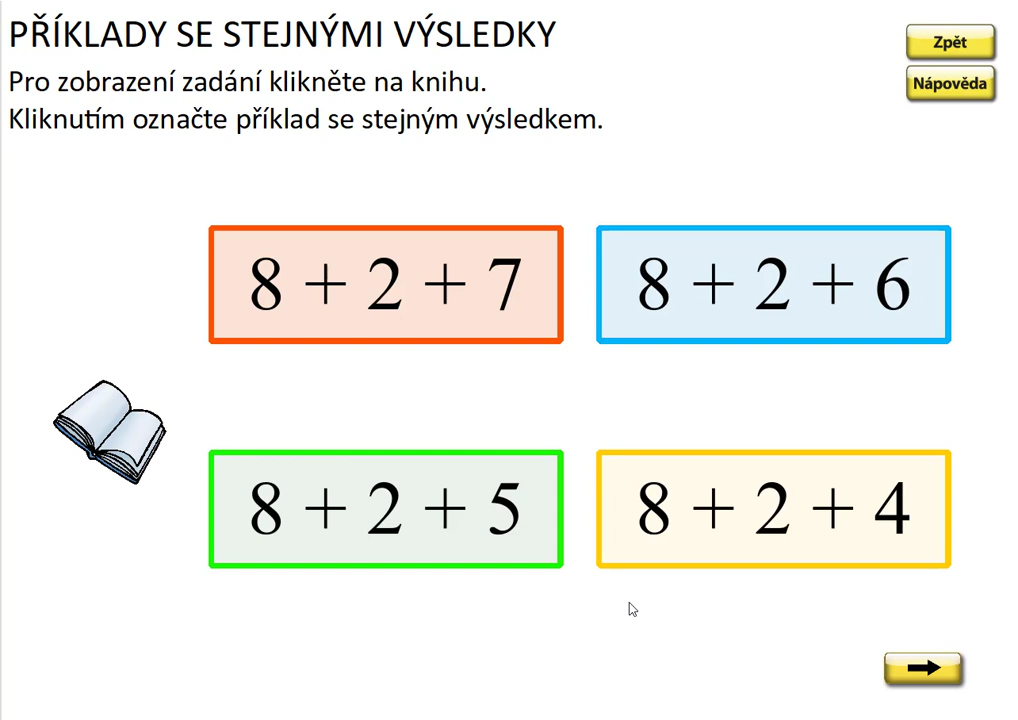 PŘÍKLADY SE STEJNÝMI VÝSLEDKY
Zpět
Pro zobrazení zadání klikněte na knihu.
Nápověda
Kliknutím označte příklad se stejným výsledkem.
8 + 2 + 7
8 + 2 + 6
8 + 2 + 5
8 + 2 + 4